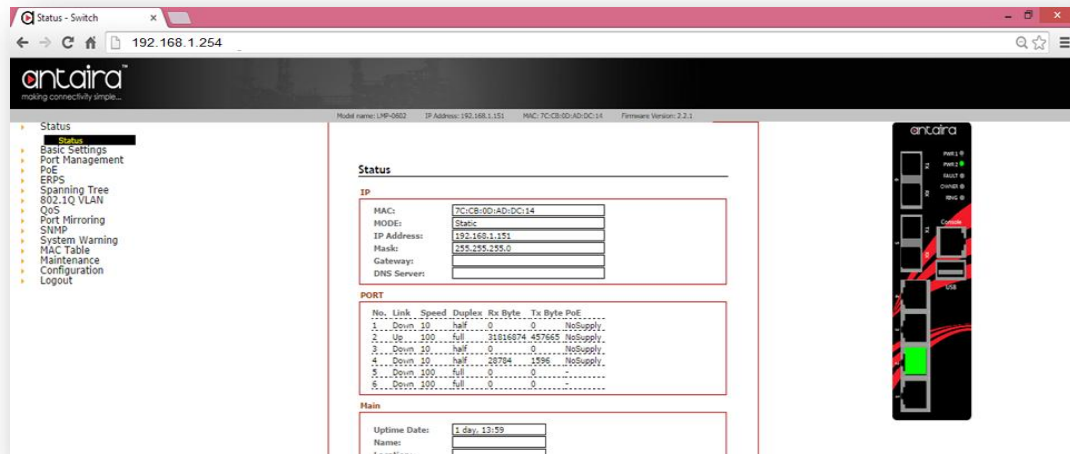 Status - Switch
192.168.1.254
antaira™
making connectivity simple...
Model name: LMP-0602 IP Address: 192.168.1.151 MAC: 7C:CB:0D:AD:DC:14 Firmware Version: 2.2.1
Status
Status
Basic Settings
Port Management
PoE
ERPS
Spanning Tree
802.1Q VLAN
QoS
Port Mirroring
SNMP
System Warning
MAC Table
Maintenance
Configuration
Logout
Status
IP
MAC: 7C:CB:0D:AD:DC:14
MODE: Static
IP Address: 192.168.1.151
Mask: 255.255.255.0
Gateway:
DNS Server:
PORT
No. Link Speed Duplex Rx Byte Tx Byte PoE
1 Down 10 half 0 0 NoSupply
2 Up 100 full 31816874 457665 NoSupply
3 Down 10 half 0 0 NoSupply
4 Down 10 half 28784 1596 NoSupply
5 Down 100 full 0 0 -
6 Down 100 full 0 0 -
Main
Uptime Date: 1 day, 13:59
Name:
Location:
antaira
PWR1
PWR2
FAULT
OWNER
RING
TX
RX
TX
RX
Console
USB